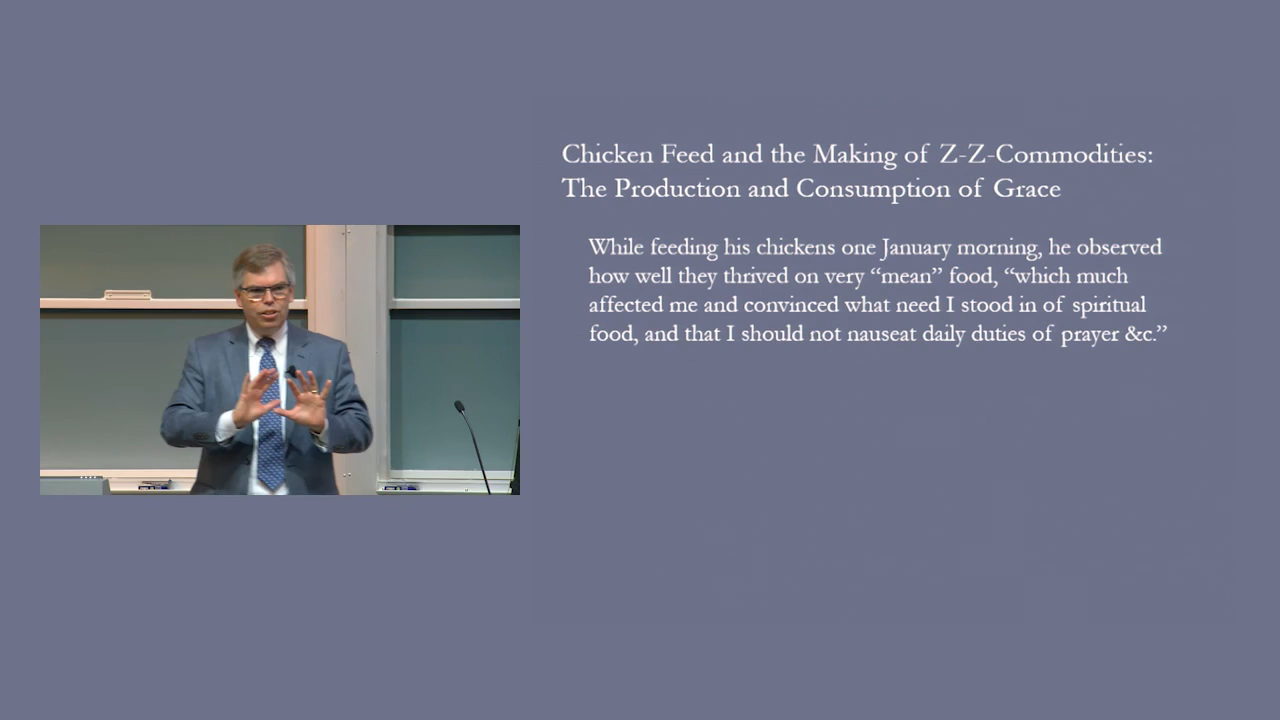 Chicken Feed and the Making of Z-Z-Commodities:
The Production and Consumption of Grace
While feeding his chickens one January morning, he observed
how well they thrived on very “mean” food, “which much
affected me and convinced what need I stood in of spiritual
food, and that I should not nauseat daily duties of prayer &c.”